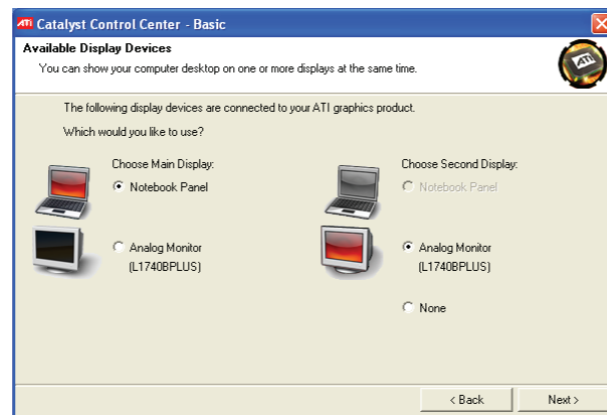 ATI Catalyst Control Center - Basic
Available Display Devices
You can show your computer desktop on one or more displays at the same time.
ATI
The following display devices are connected to your ATI graphics product.
Which would you like to use?
Choose Main Display:
Notebook Panel
Analog Monitor
(L1740BPLUS)
Choose Second Display:
Notebook Panel
Analog Monitor
(L1740BPLUS)
None
< Back
Next >